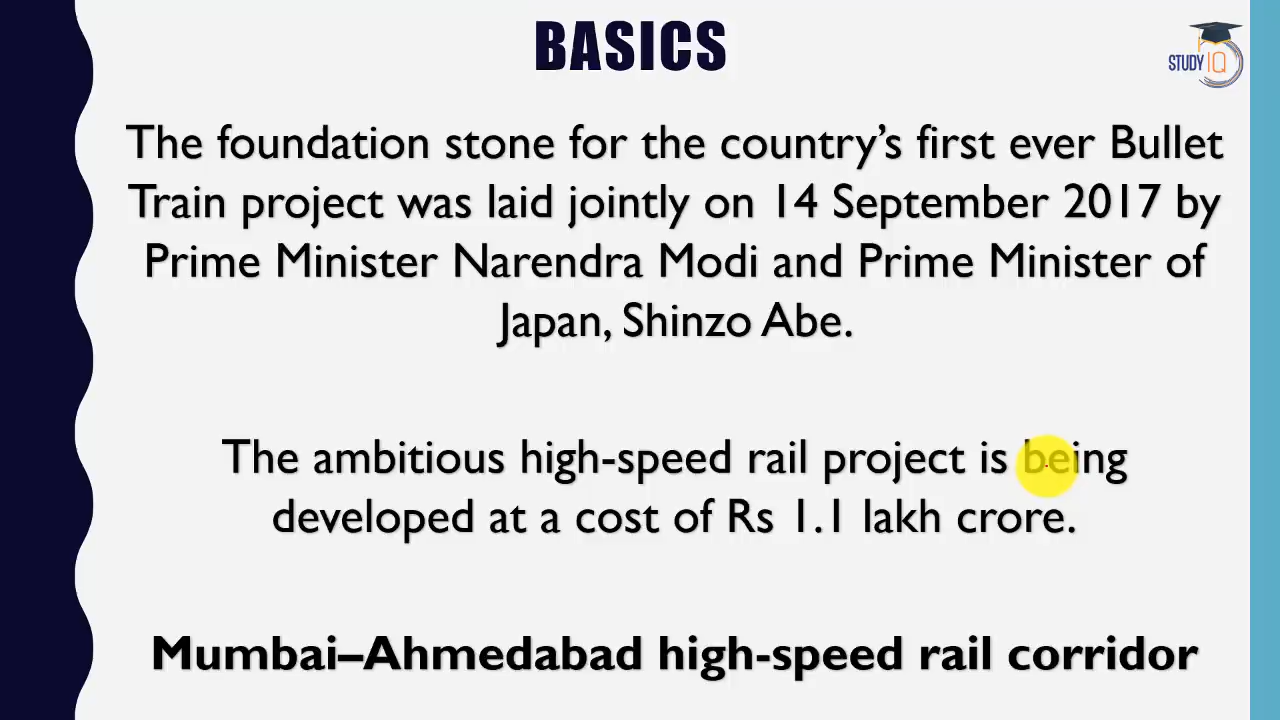 BASICS
STUDY IQ
The foundation stone for the country’s first ever Bullet
Train project was laid jointly on 14 September 2017 by
Prime Minister Narendra Modi and Prime Minister of
Japan, Shinzo Abe.
The ambitious high-speed rail project is being
developed at a cost of Rs 1.1 lakh crore.
Mumbai–Ahmedabad high-speed rail corridor